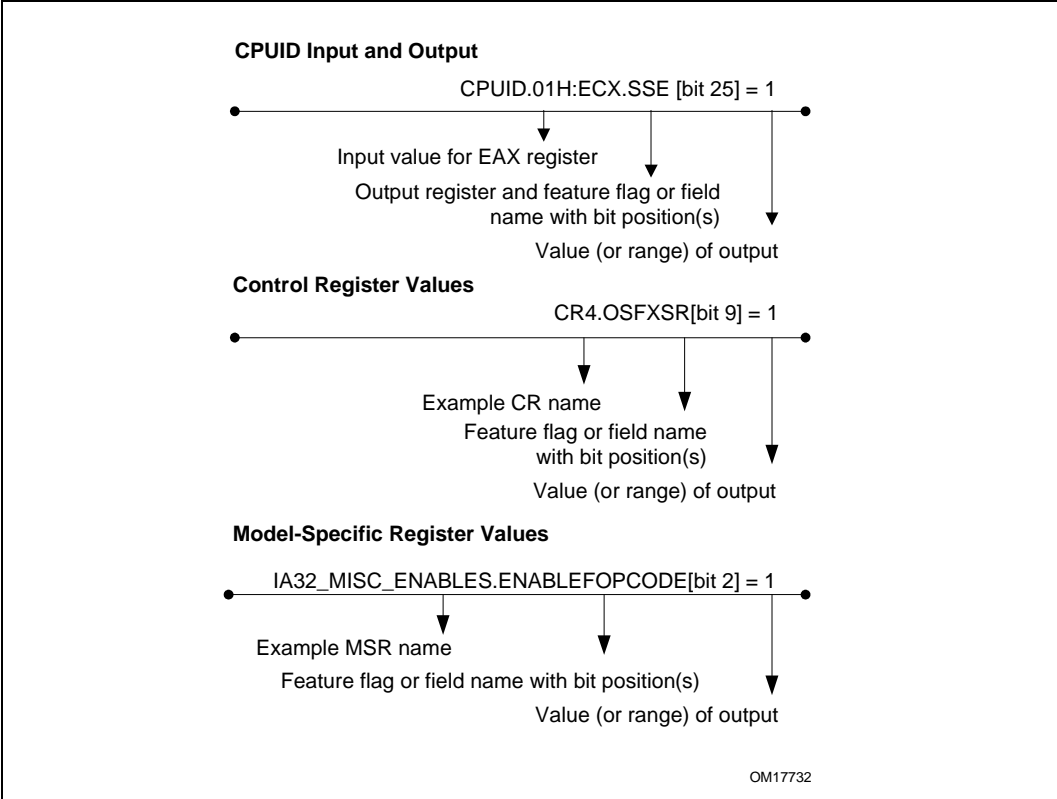 CPUID Input and Output
CPUID.01H:ECX.SSE [bit 25] = 1
Input value for EAX register
Output register and feature flag or field
name with bit position(s)
Value (or range) of output
Control Register Values
CR4.OSFXSR[bit 9] = 1
Example CR name
Feature flag or field name
with bit position(s)
Value (or range) of output
Model-Specific Register Values
IA32_MISC_ENABLES.ENABLEFOPCODE[bit 2] = 1
Example MSR name
Feature flag or field name with bit position(s)
Value (or range) of output
OM17732